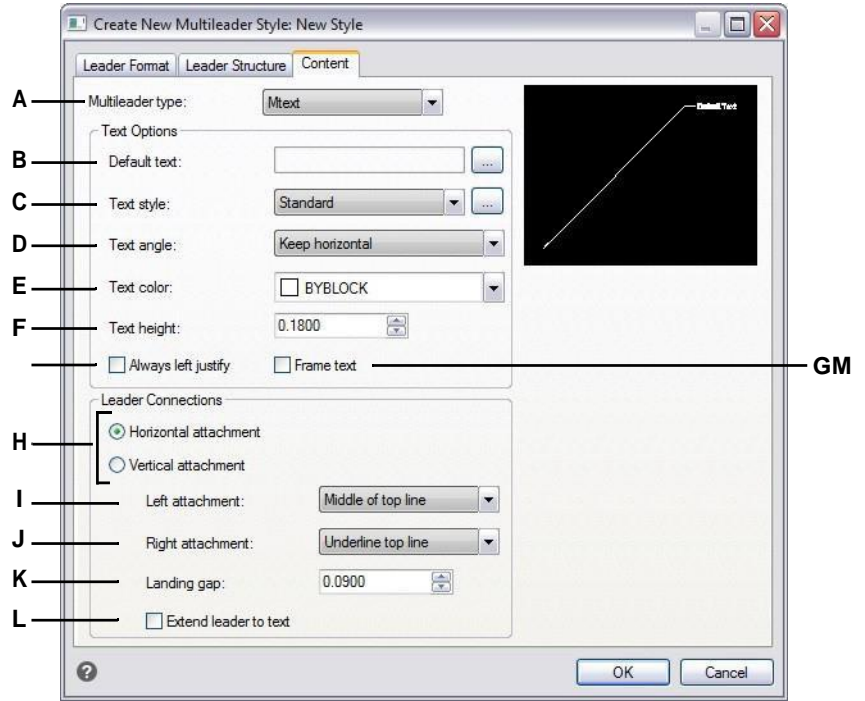 Create New Multileader Style: New Style
Leader Format Leader Structure Content
A Multileader type: Mtext
Text Options
B Default text: ...
C Text style: Standard ...
D Text angle: Keep horizontal
E Text color: BYBLOCK
F Text height: 0.1800
Always left justify Frame text GM
Leader Connections
H Horizontal attachment
Vertical attachment
I Left attachment: Middle of top line
J Right attachment: Underline top line
K Landing gap: 0.0900
L Extend leader to text
? OK Cancel
Default Text